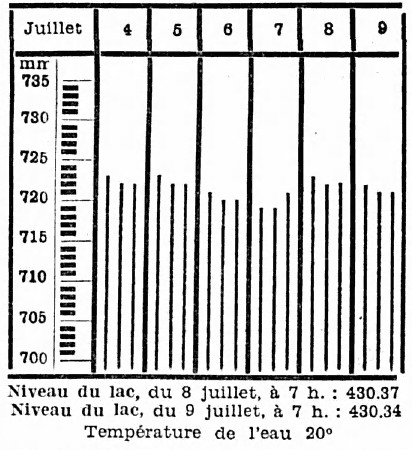 Juillet 4 5 6 7 8 9
mm
735
730
725
720
715
710
705
700
Niveau du lac, du 8 juillet, à 7 h. : 430.37
Niveau du lac, du 9 juillet, à 7 h. : 430.34
Température de l'eau 20°